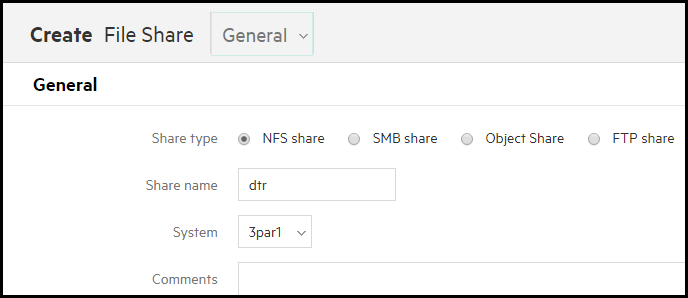 Create File Share General
General
Share type NFS share SMB share Object Share FTP share
Share name dtr
System 3par1
Comments